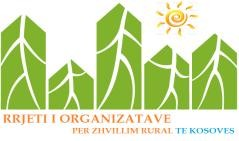 RRJETI I ORGANIZATAVE
PER ZHVILLIM RURAL TE KOSOVES